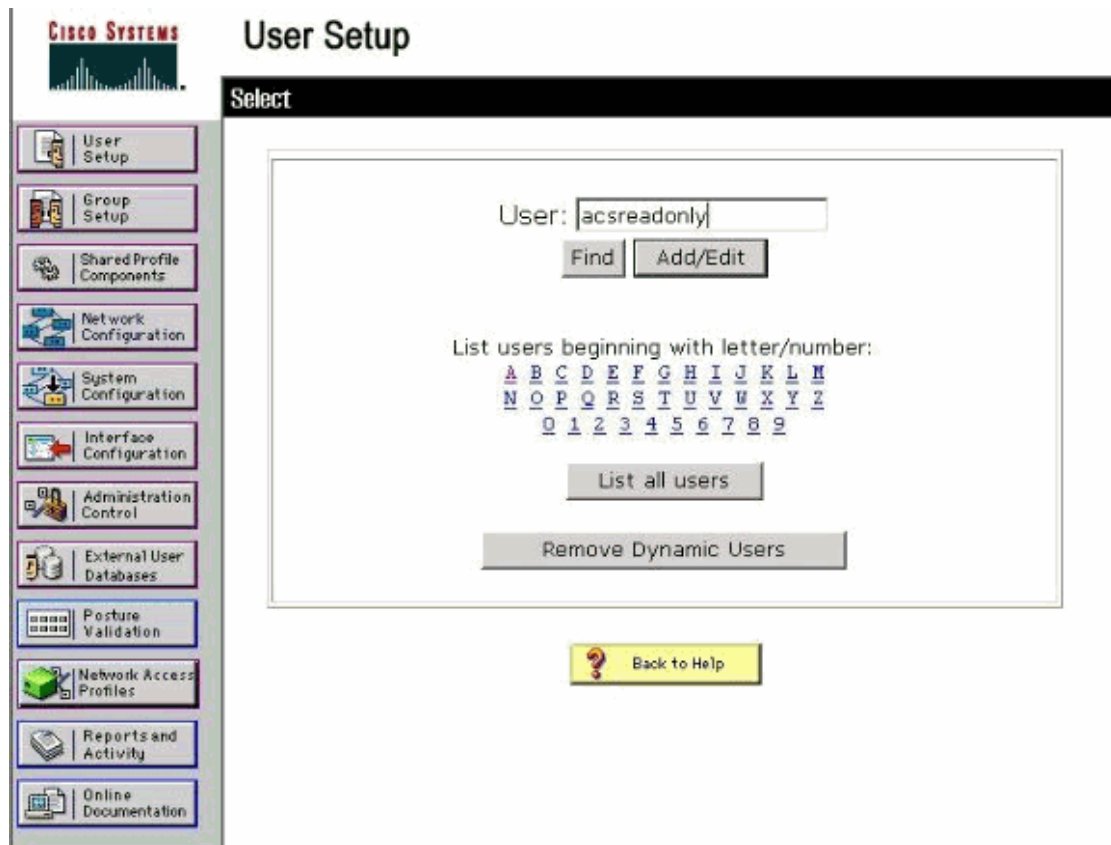 CISCO SYSTEMS
User Setup
Select
User
Setup
Group
Setup
Shared Profile
Components
Network
Configuration
System
Configuration
Interface
Configuration
Administration
Control
External User
Databases
Posture
Validation
Network Access
Profiles
Reports and
Activity
Online
Documentation
User: acsreadonly
Find Add/Edit
List users beginning with letter/number:
A B C D E F G H I J K L M
N O P Q R S T U V W X Y Z
0 1 2 3 4 5 6 7 8 9
List all users
Remove Dynamic Users
? Back to Help